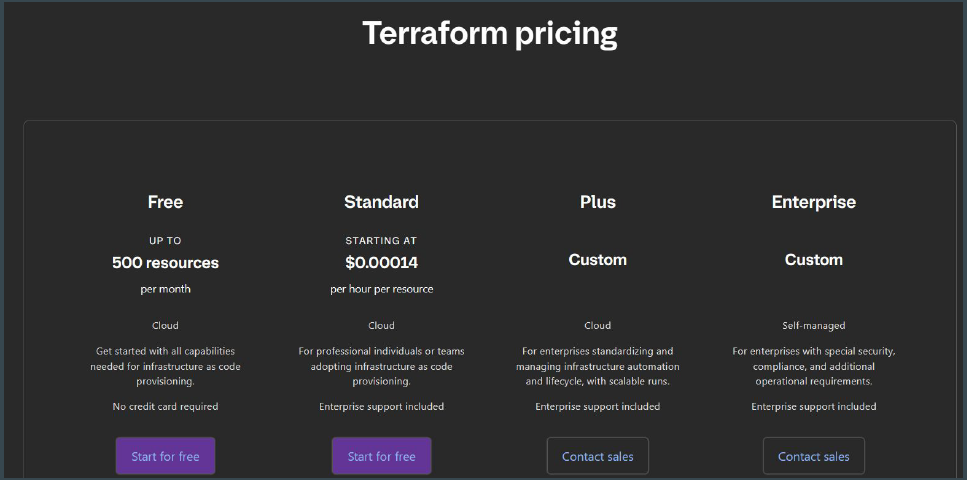 Terraform pricing
Free
UP TO
500 resources
per month
Cloud
Get started with all capabilities
needed for infrastructure as code
provisioning.
No credit card required
Start for free
Standard
STARTING AT
$0.00014
per hour per resource
Cloud
For professional individuals or teams
adopting infrastructure as code
provisioning.
Enterprise support included
Start for free
Plus
Custom
Cloud
For enterprises standardizing and
managing infrastructure automation
and lifecycle, with scalable runs.
Enterprise support included
Contact sales
Enterprise
Custom
Self-managed
For enterprises with special security,
compliance, and additional
operational requirements.
Enterprise support included
Contact sales